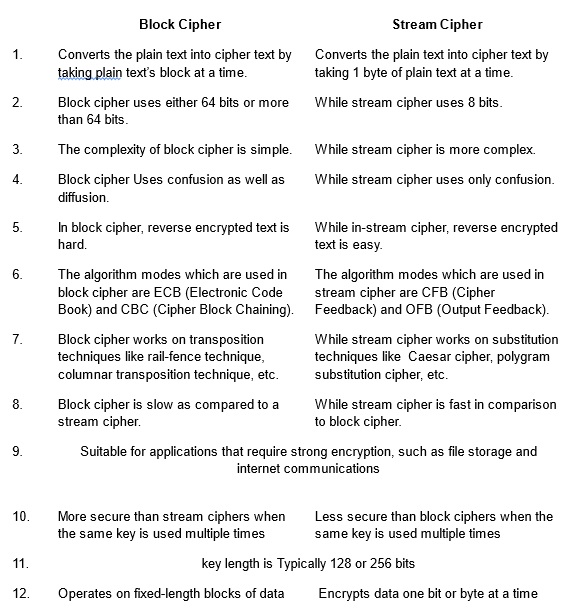 Block Cipher Stream Cipher
1. Converts the plain text into cipher text by Converts the plain text into cipher text by
taking plain text's block at a time. taking 1 byte of plain text at a time.
2. Block cipher uses either 64 bits or more While stream cipher uses 8 bits.
than 64 bits.
3. The complexity of block cipher is simple. While stream cipher is more complex.
4. Block cipher Uses confusion as well as While stream cipher uses only confusion.
diffusion.
5. In block cipher, reverse encrypted text is While in-stream cipher, reverse encrypted
hard. text is easy.
6. The algorithm modes which are used in The algorithm modes which are used in
block cipher are ECB (Electronic Code stream cipher are CFB (Cipher
Book) and CBC (Cipher Block Chaining). Feedback) and OFB (Output Feedback).
7. Block cipher works on transposition While stream cipher works on substitution
techniques like rail-fence technique, techniques like Caesar cipher, polygram
columnar transposition technique, etc. substitution cipher, etc.
8. Block cipher is slow as compared to a While stream cipher is fast in comparison
stream cipher. to block cipher.
9. Suitable for applications that require strong encryption, such as file storage and
internet communications
10. More secure than stream ciphers when Less secure than block ciphers when the
the same key is used multiple times same key is used multiple times
11. key length is Typically 128 or 256 bits
12. Operates on fixed-length blocks of data Encrypts data one bit or byte at a time